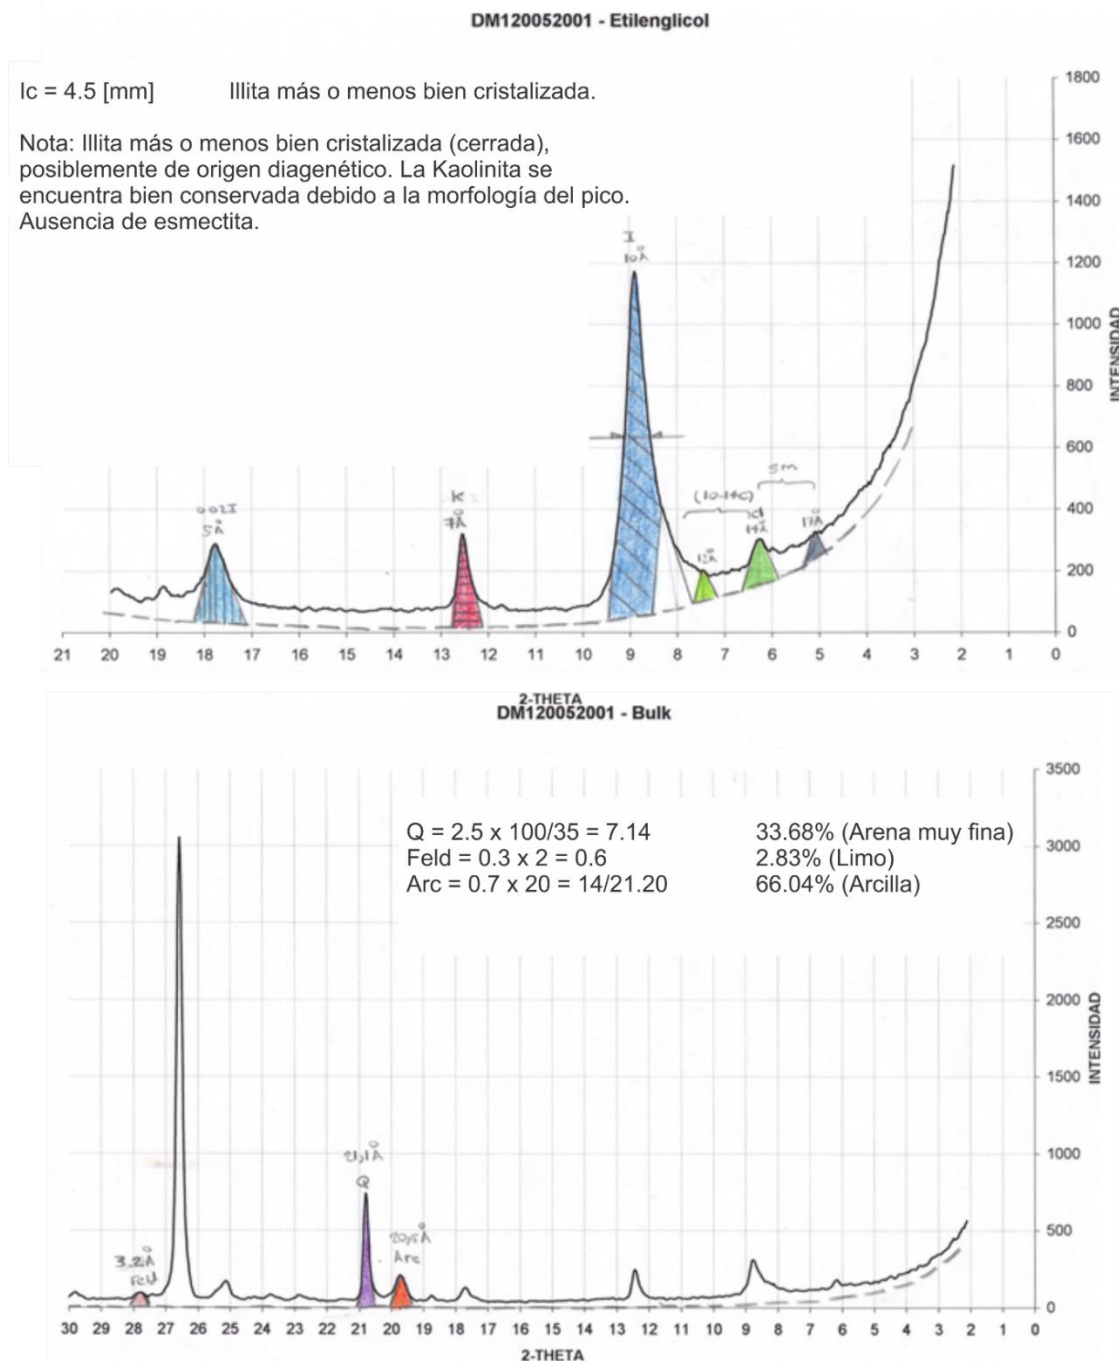 DM120052001 - Etilenglicol
Ic = 4.5 [mm] Illita más o menos bien cristalizada.
Nota: Illita más o menos bien cristalizada (cerrada),
posiblemente de origen diagenético. La Kaolinita se
encuentra bien conservada debido a la morfología del pico.
Ausencia de esmectita.
1800
1600
1400
1200
1000
800
600
400
200
0
INTENSIDAD
I
10Å
Sm
(10-14C)
002I
5Å
K
7Å
12Å
14Å
17Å
21 20 19 18 17 16 15 14 13 12 11 10 9 8 7 6 5 4 3 2 1 0
2-THETA
DM120052001 - Bulk
3500
3000
2500
2000
1500
1000
500
0
INTENSIDAD
Q = 2.5 x 100/35 = 7.14 33.68% (Arena muy fina)
Feld = 0.3 x 2 = 0.6 2.83% (Limo)
Arc = 0.7 x 20 = 14/21.20 66.04% (Arcilla)
21,1Å
Q
20,5Å
Arc
3.2Å
Feld
30 29 28 27 26 25 24 23 22 21 20 19 18 17 16 15 14 13 12 11 10 9 8 7 6 5 4 3 2 1 0
2-THETA